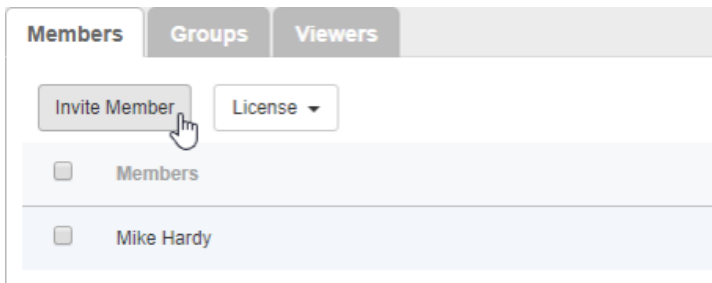 Members Groups Viewers
Invite Member License
Members
Mike Hardy